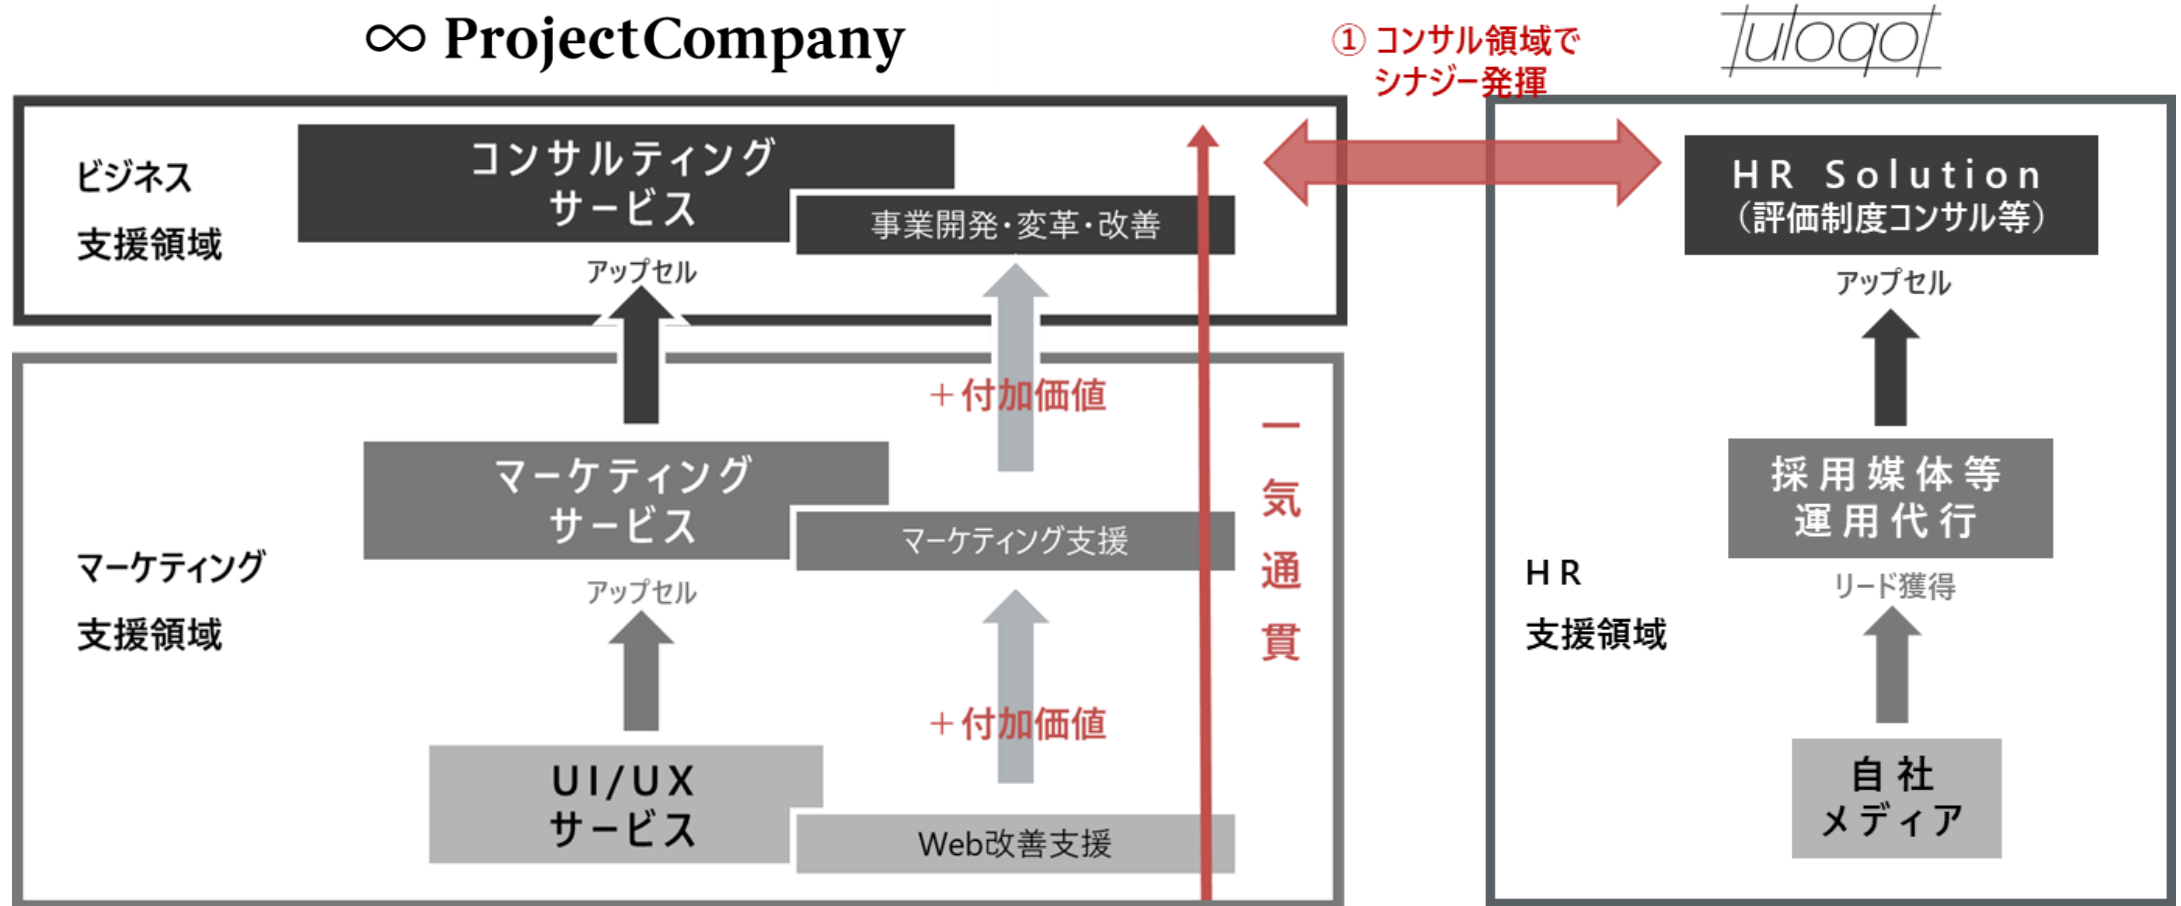 ProjectCompany
① コンサル領域で
シナジー発揮
uloqo
ビジネス
支援領域
コンサルティング
サービス
事業開発・変革・改善
アップセル
+付加価値
マーケティング
支援領域
マーケティング
サービス
マーケティング支援
アップセル
+付加価値
UI/UX
サービス
Web改善支援
一気通貫
HR Solution
(評価制度コンサル等)
アップセル
採用媒体等
運用代行
リード獲得
HR
支援領域
自社
メディア